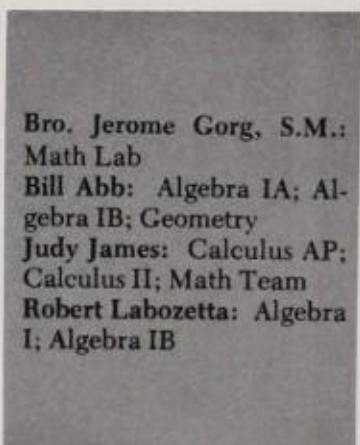 Bro. Jerome Gorg, S.M.:
Math Lab
Bill Abb: Algebra IA; Al-
gebra IB; Geometry
Judy James: Calculus AP;
Calculus II; Math Team
Robert Labozetta: Algebra
I; Algebra IB